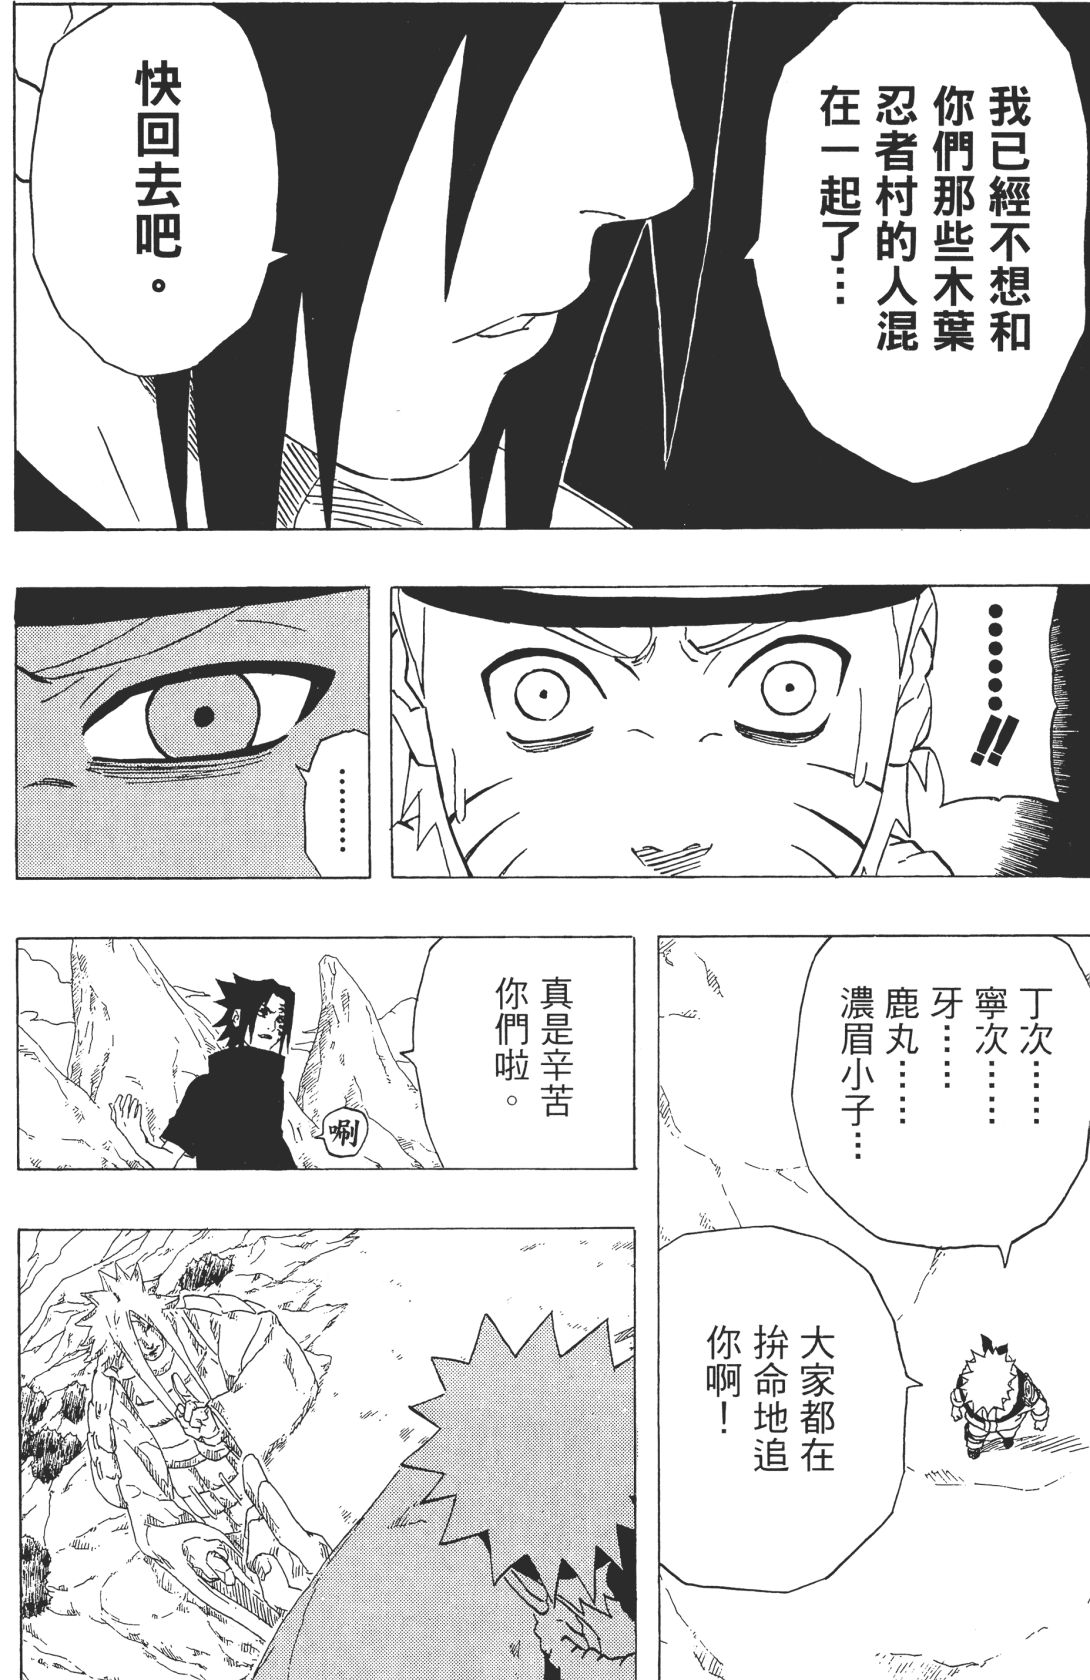 我已經不想和
你們那些木葉
忍者村的人混
在一起了⋯
快回去吧。
⋯⋯!!
⋯⋯⋯
丁次⋯⋯
寧次⋯⋯
牙⋯⋯
鹿丸⋯⋯
濃眉小子⋯
大家都在
拚命地追
你啊！
真是辛苦
你們啦。
唰